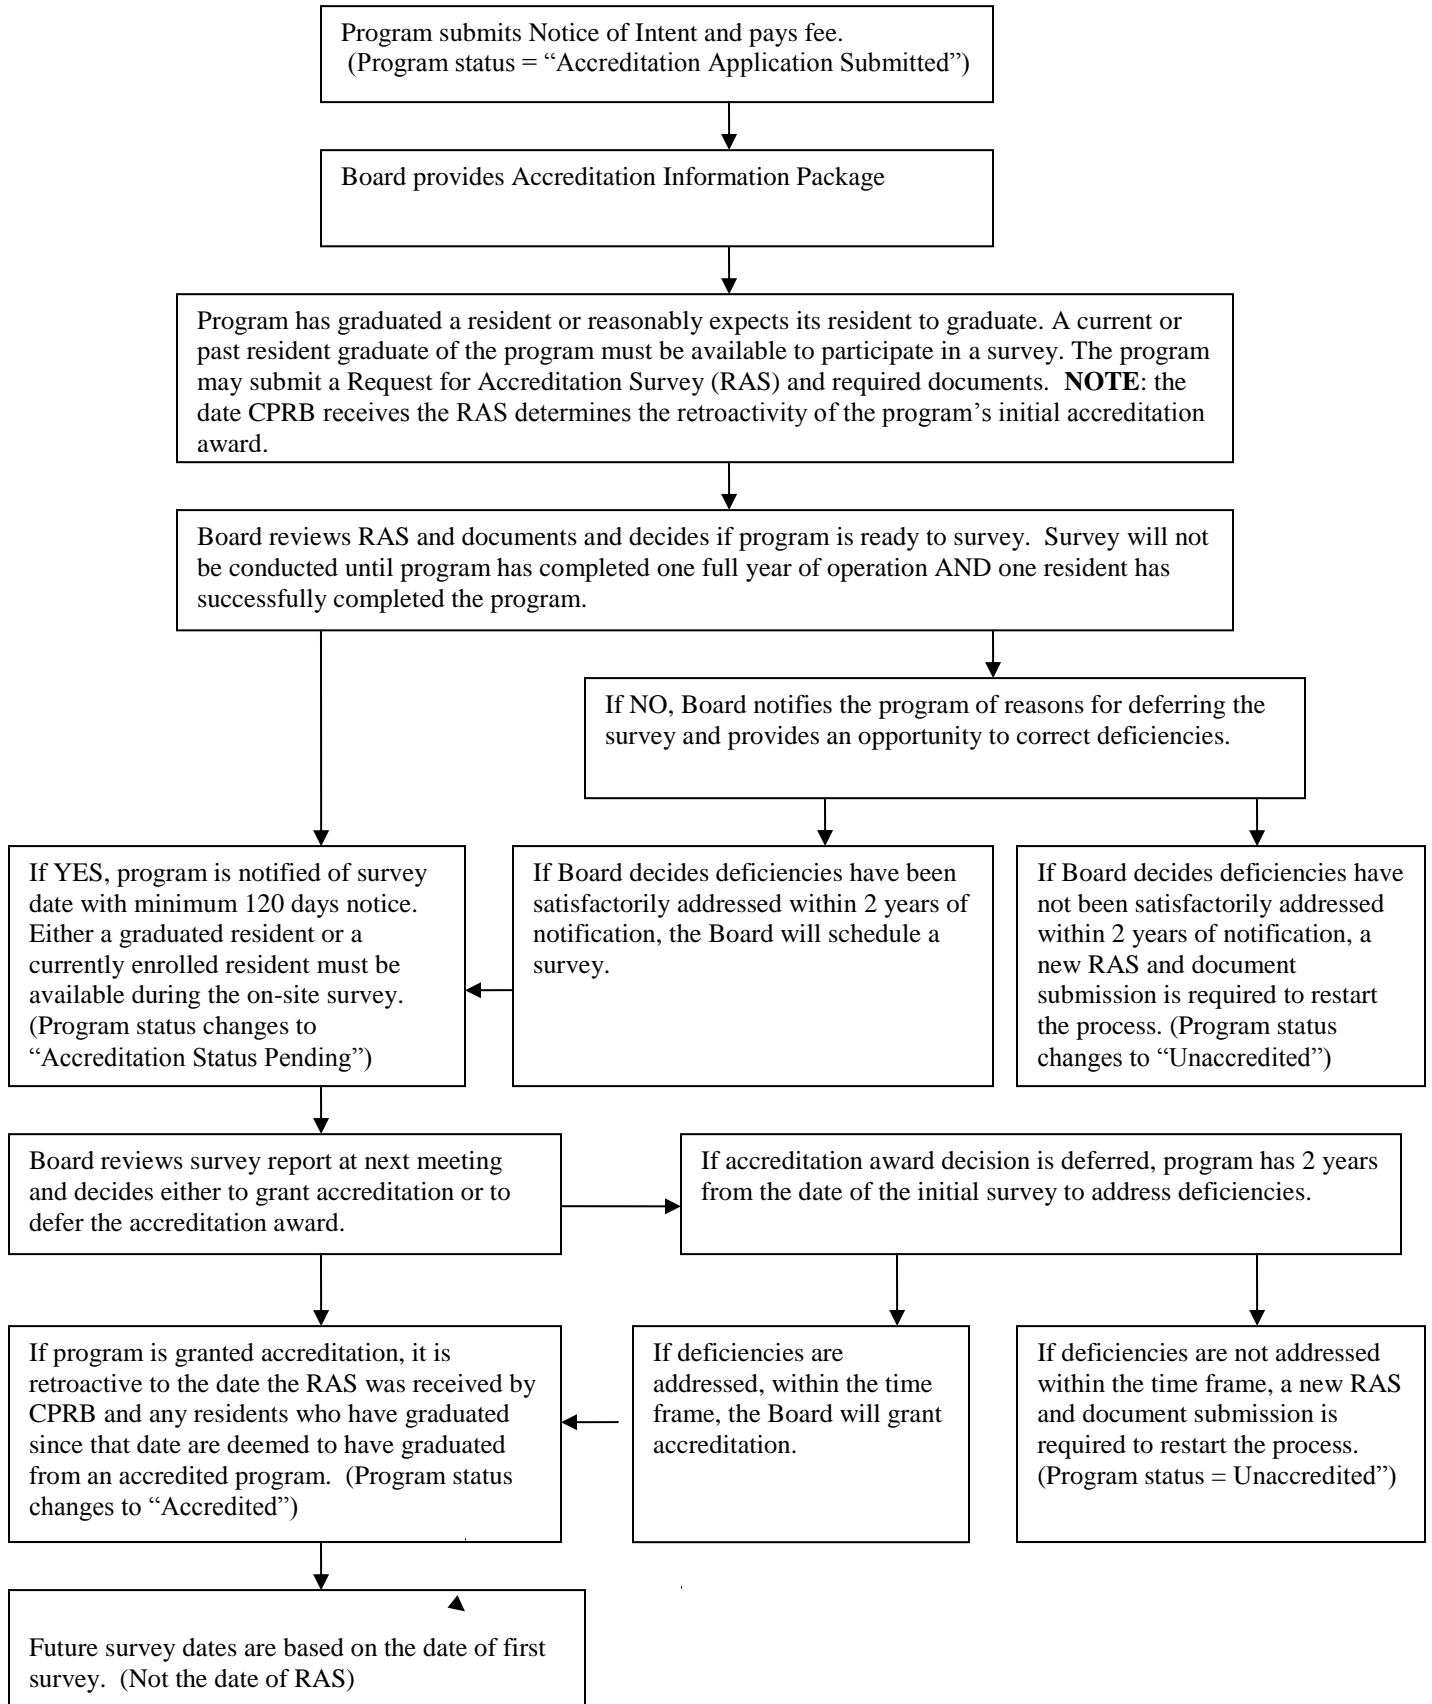 Program submits Notice of Intent and pays fee.
(Program status = “Accreditation Application Submitted”)
Board provides Accreditation Information Package
Program has graduated a resident or reasonably expects its resident to graduate. A current or
past resident graduate of the program must be available to participate in a survey. The program
may submit a Request for Accreditation Survey (RAS) and required documents. NOTE: the
date CPRB receives the RAS determines the retroactivity of the program’s initial accreditation
award.
Board reviews RAS and documents and decides if program is ready to survey. Survey will not
be conducted until program has completed one full year of operation AND one resident has
successfully completed the program.
If NO, Board notifies the program of reasons for deferring the
survey and provides an opportunity to correct deficiencies.
If YES, program is notified of survey
date with minimum 120 days notice.
Either a graduated resident or a
currently enrolled resident must be
available during the on-site survey.
(Program status changes to
“Accreditation Status Pending”)
If Board decides deficiencies have been
satisfactorily addressed within 2 years of
notification, the Board will schedule a
survey.
If Board decides deficiencies have
not been satisfactorily addressed
within 2 years of notification, a
new RAS and document
submission is required to restart
the process. (Program status
changes to “Unaccredited”)
Board reviews survey report at next meeting
and decides either to grant accreditation or to
defer the accreditation award.
If accreditation award decision is deferred, program has 2 years
from the date of the initial survey to address deficiencies.
If program is granted accreditation, it is
retroactive to the date the RAS was received by
CPRB and any residents who have graduated
since that date are deemed to have graduated
from an accredited program. (Program status
changes to “Accredited”)
If deficiencies are
addressed, within the time
frame, the Board will grant
accreditation.
If deficiencies are not addressed
within the time frame, a new RAS
and document submission is
required to restart the process.
(Program status = Unaccredited”)
Future survey dates are based on the date of first
survey. (Not the date of RAS)